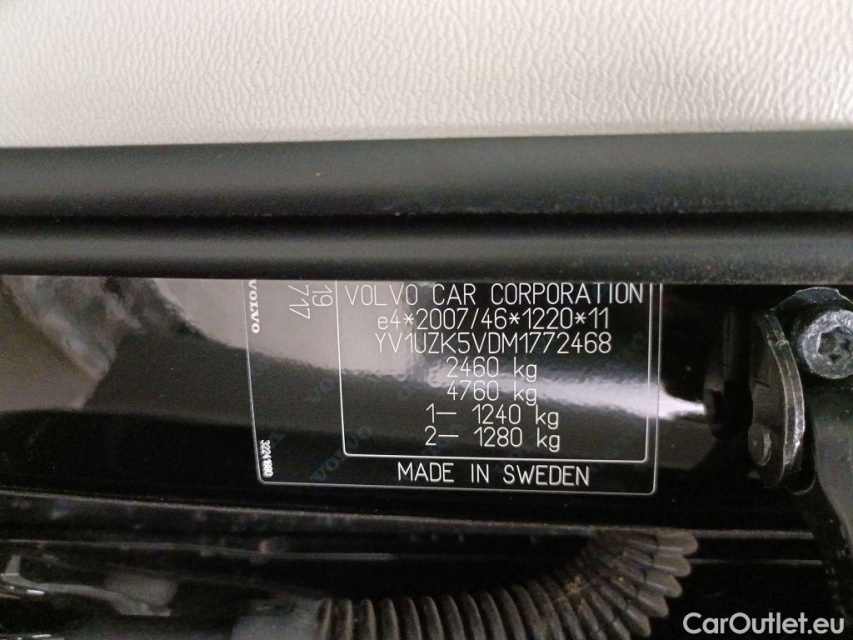 VOLVO
19
717
VOLVO CAR CORPORATION
e4*2007/46*1220*11
YV1UZK5VDM1772468
2460 kg
4760 kg
1— 1240 kg
2— 1280 kg
MADE IN SWEDEN
CarOutlet.eu